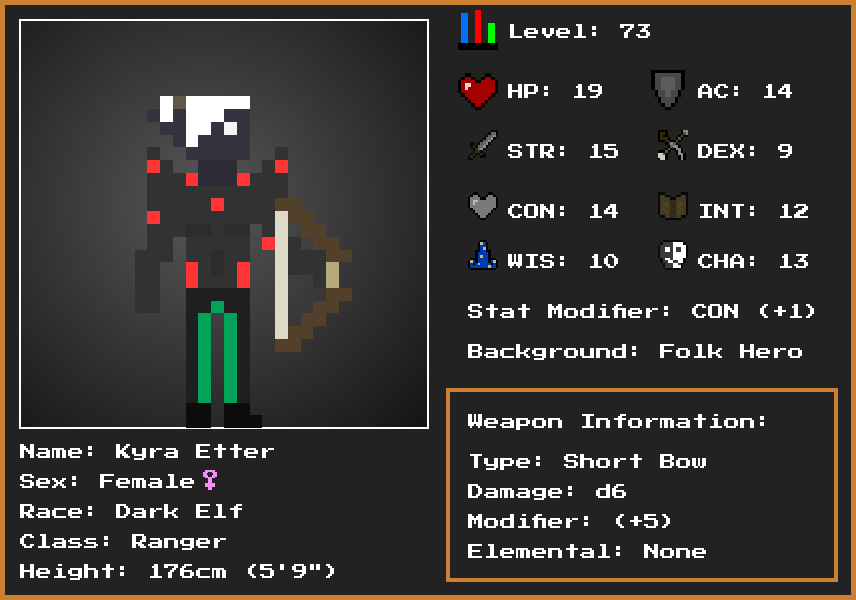 Level: 73
HP: 19 AC: 14
STR: 15 DEX: 9
CON: 14 INT: 12
WIS: 10 CHA: 13
Stat Modifier: CON (+1)
Background: Folk Hero
Weapon Information:
Type: Short Bow
Damage: d6
Modifier: (+5)
Elemental: None
Name: Kyra Etter
Sex: Female♀
Race: Dark Elf
Class: Ranger
Height: 176cm (5'9")